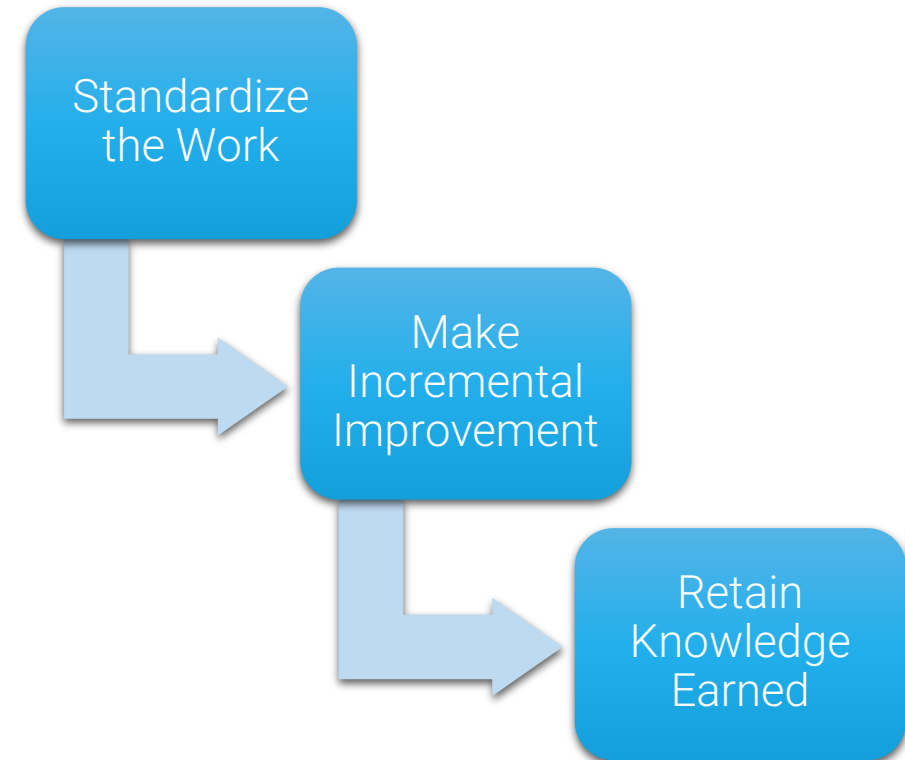 Standardize
the Work
Make
Incremental
Improvement
Retain
Knowledge
Earned